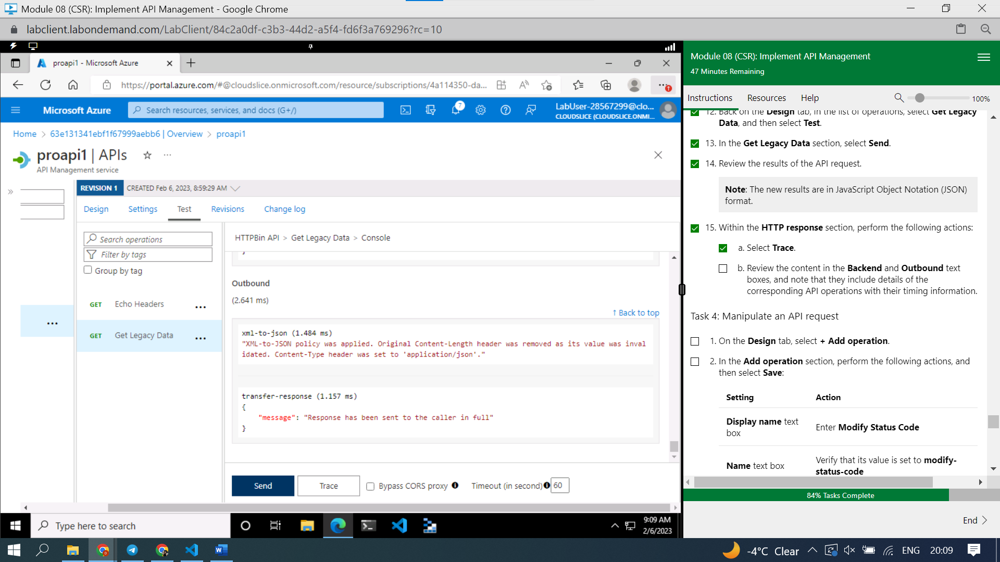 Module 08 (CSR): Implement API Management - Google Chrome
labclient.labondemand.com/LabClient/84c2a0df-c3b3-44d2-a5f4-fd6f3a769296?rc=10
proapi1 - Microsoft Azure
https://portal.azure.com/#@cloudslice.onmicrosoft.com/resource/subscriptions/4a114350-da...
Microsoft Azure
Search resources, services, and docs (G+/)
7
LabUser-28567299@clo...
CLOUDSLICE (CLOUDSLICE.ONMI...
Home > 63e131341ebf1f67999aebb6 | Overview > proapi1
proapi1 | APIs
API Management service
REVISION 1
CREATED Feb 6, 2023, 8:59:29 AM
Design
Settings
Test
Revisions
Change log
Search operations
Filter by tags
Group by tag
GET Echo Headers
GET Get Legacy Data
HTTPBin API > Get Legacy Data > Console
}
Outbound
(2.641 ms)
↑ Back to top
xml-to-json (1.484 ms)
"XML-to-JSON policy was applied. Original Content-Length header was removed as its value was inval
idated. Content-Type header was set to 'application/json'."
transfer-response (1.157 ms)
{
"message": "Response has been sent to the caller in full"
}
Send
Trace
Bypass CORS proxy
Timeout (in second)
60
Type here to search
9:09 AM
2/6/2023
Module 08 (CSR): Implement API Management
47 Minutes Remaining
Instructions
Resources
Help
100%
12. Back on the Design tab, in the list of operations, select Get Legacy
Data, and then select Test.
13. In the Get Legacy Data section, select Send.
14. Review the results of the API request.
Note: The new results are in JavaScript Object Notation (JSON)
format.
15. Within the HTTP response section, perform the following actions:
a. Select Trace.
b. Review the content in the Backend and Outbound text
boxes, and note that they include details of the
corresponding API operations with their timing information.
Task 4: Manipulate an API request
1. On the Design tab, select + Add operation.
2. In the Add operation section, perform the following actions, and
then select Save:
Setting
Action
Display name text
box
Enter Modify Status Code
Name text box
Verify that its value is set to modify-
status-code
84% Tasks Complete
End
-4°C Clear
ENG
20:09